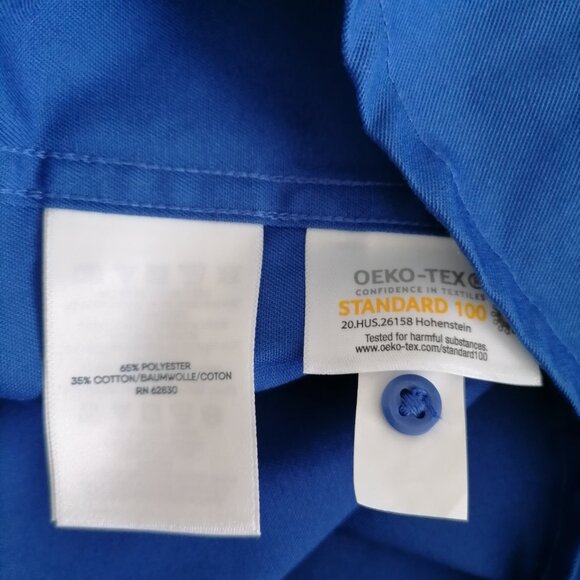 65% POLYESTER
35% COTTON/BAUMWOLLE/COTON
RN 62830
OEKO-TEX®
CONFIDENCE IN TEXTILES
STANDARD 100
20.HUS.26158 Hohenstein
Tested for harmful substances.
www.oeko-tex.com/standard100